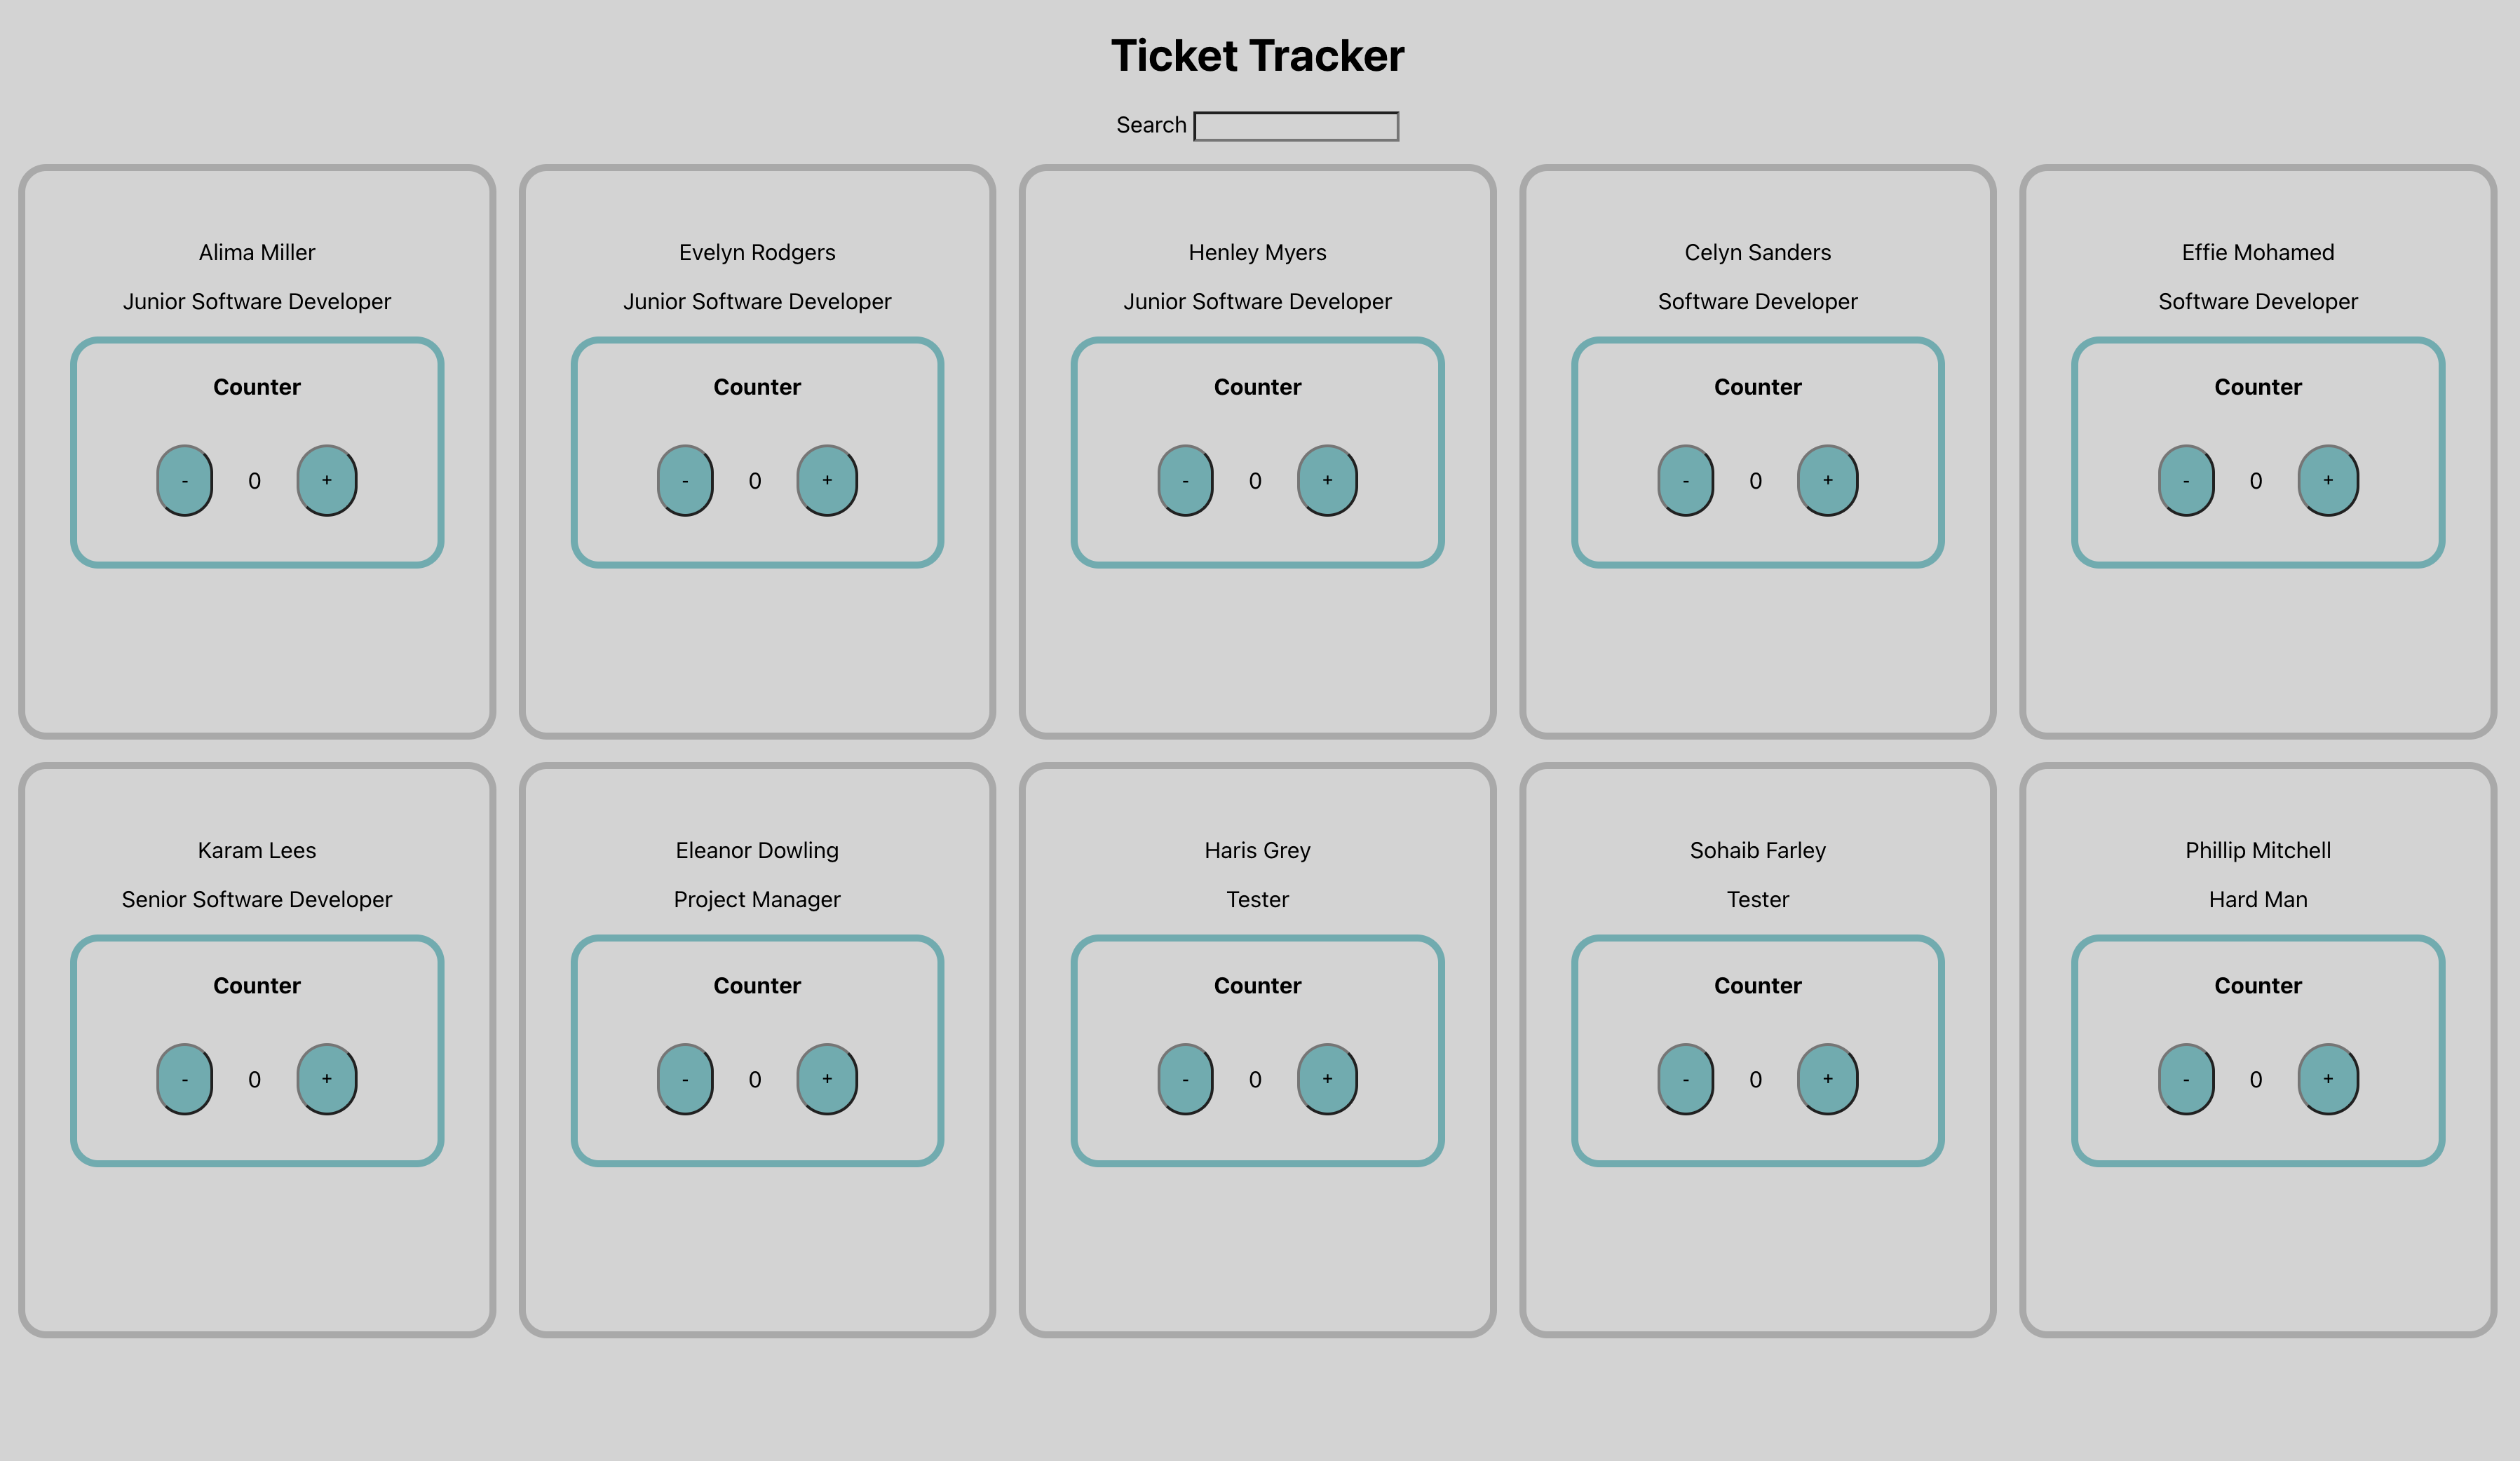 Ticket Tracker
Search
Alima Miller
Junior Software Developer
Counter
- 0 +
Evelyn Rodgers
Junior Software Developer
Counter
- 0 +
Henley Myers
Junior Software Developer
Counter
- 0 +
Celyn Sanders
Software Developer
Counter
- 0 +
Effie Mohamed
Software Developer
Counter
- 0 +
Karam Lees
Senior Software Developer
Counter
- 0 +
Eleanor Dowling
Project Manager
Counter
- 0 +
Haris Grey
Tester
Counter
- 0 +
Sohaib Farley
Tester
Counter
- 0 +
Phillip Mitchell
Hard Man
Counter
- 0 +